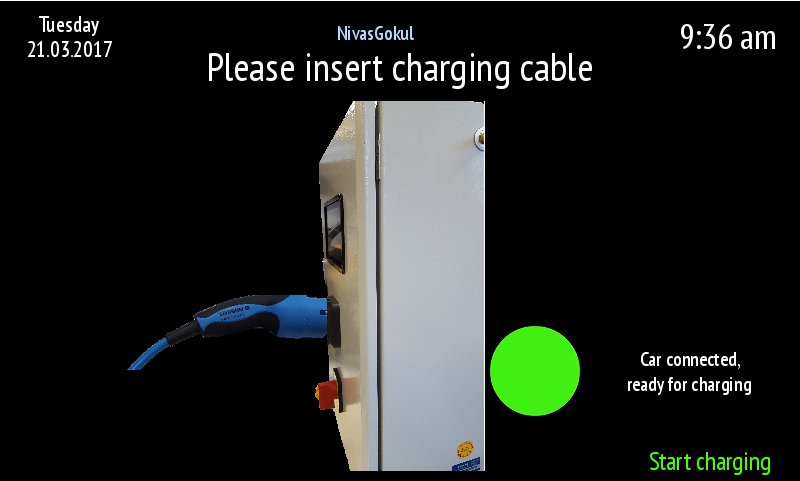 Tuesday
21.03.2017
NivasGokul
9:36 am
Please insert charging cable
Car connected,
ready for charging
Start charging